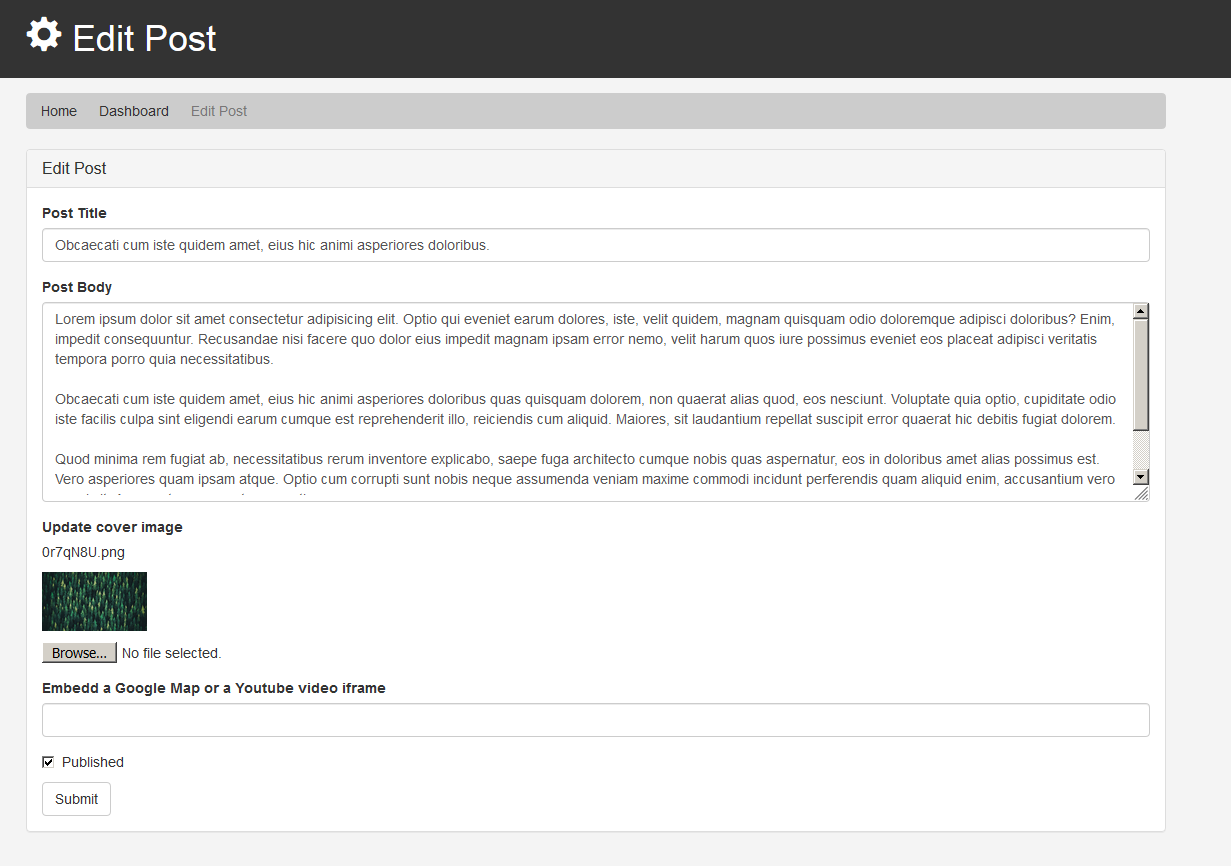 Edit Post
Home Dashboard Edit Post
Edit Post
Post Title
Obcaecati cum iste quidem amet, eius hic animi asperiores doloribus.
Post Body
Lorem ipsum dolor sit amet consectetur adipisicing elit. Optio qui eveniet earum dolores, iste, velit quidem, magnam quisquam odio doloremque adipisci doloribus? Enim,
impedit consequuntur. Recusandae nisi facere quo dolor eius impedit magnam ipsam error nemo, velit harum quos iure possimus eveniet eos placeat adipisci veritatis
tempora porro quia necessitatibus.
Obcaecati cum iste quidem amet, eius hic animi asperiores doloribus quas quisquam dolorem, non quaerat alias quod, eos nesciunt. Voluptate quia optio, cupiditate odio
iste facilis culpa sint eligendi earum cumque est reprehenderit illo, reiciendis cum aliquid. Maiores, sit laudantium repellat suscipit error quaerat hic debitis fugiat dolorem.
Quod minima rem fugiat ab, necessitatibus rerum inventore explicabo, saepe fuga architecto cumque nobis quas aspernatur, eos in doloribus amet alias possimus est.
Vero asperiores quam ipsam atque. Optio cum corrupti sunt nobis neque assumenda veniam maxime commodi incidunt perferendis quam aliquid enim, accusantium vero
Update cover image
0r7qN8U.png
Browse... No file selected.
Embedd a Google Map or a Youtube video iframe
Published
Submit